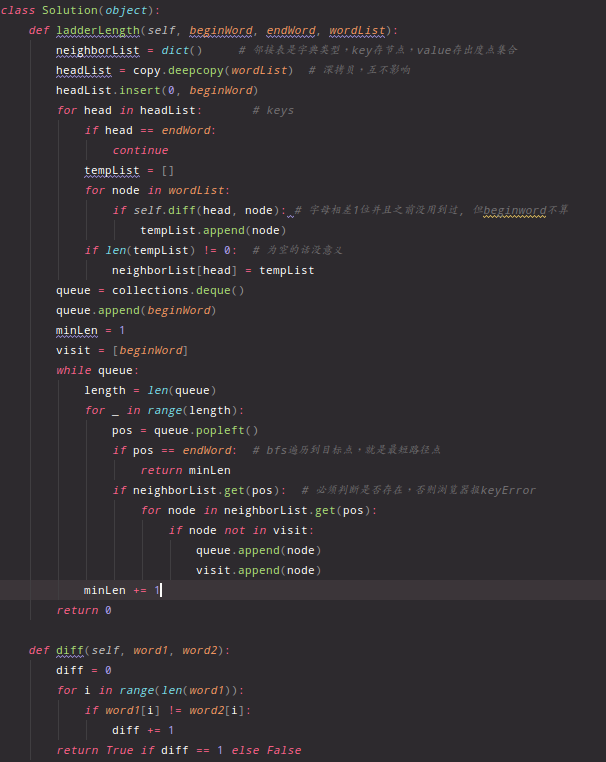 class Solution(object):
    def ladderLength(self, beginWord, endWord, wordList):
        neighborList = dict()     # 邻接表是字典类型，key存节点，value存出度点集合
        headList = copy.deepcopy(wordList)  # 深拷贝，互不影响
        headList.insert(0, beginWord)
        for head in headList:       # keys
            if head == endWord:
                continue
            tempList = []
            for node in wordList:
                if self.diff(head, node): # 字母相差1位并且之前没用到过, 但beginword不算
                    tempList.append(node)
            if len(tempList) != 0:  # 为空的话没意义
                neighborList[head] = tempList
        queue = collections.deque()
        queue.append(beginWord)
        minLen = 1
        visit = [beginWord]
        while queue:
            length = len(queue)
            for _ in range(length):
                pos = queue.popleft()
                if pos == endWord:  # bfs遍历到目标点，就是最短路径点
                    return minLen
                if neighborList.get(pos):  # 必须判断是否存在，否则浏览器报keyError
                    for node in neighborList.get(pos):
                        if node not in visit:
                            queue.append(node)
                            visit.append(node)
            minLen += 1
        return 0
    def diff(self, word1, word2):
        diff = 0
        for i in range(len(word1)):
            if word1[i] != word2[i]:
                diff += 1
        return True if diff == 1 else False